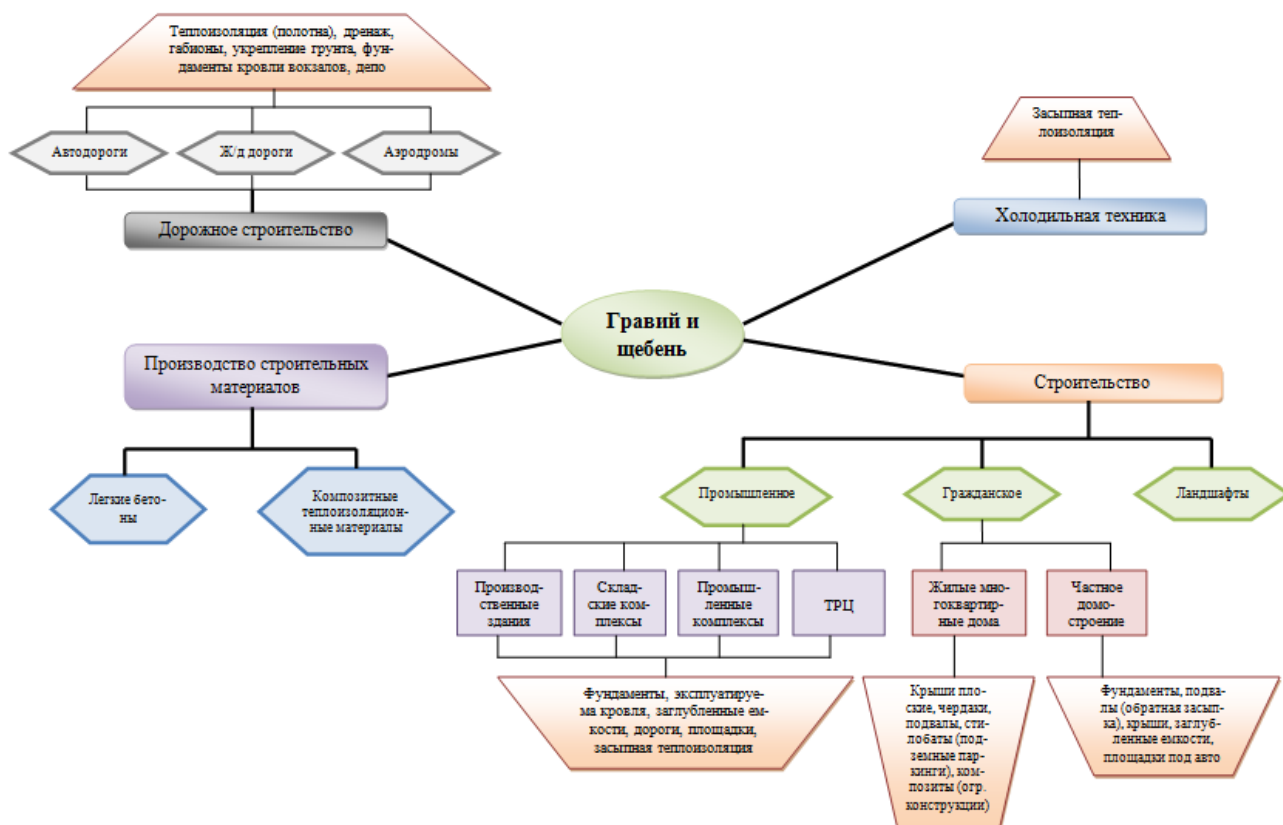 Теплоизоляция (полотна), дренаж,
габионы, укрепление грунта, фун-
даменты кровли вокзалов, депо
Засыпная теп-
лоизоляция
Автодороги
Ж/д дороги
Аэродромы
Дорожное строительство
Холодильная техника
Гравий и
щебень
Производство строительных
материалов
Строительство
Легкие бето-
ны
Композитные
теплоизоляцион-
ные материалы
Промышленное
Гражданское
Ландшафты
Производ-
ственные
здания
Склад-
ские ком-
плексы
Промыш-
ленные
комплексы
ТРЦ
Жилые мно-
гоквартир-
ные дома
Частное
домо-
строение
Фундаменты, эксплуатируе-
ма кровля, заглубленные ем-
кости, дороги, площадки,
засыпная теплоизоляция
Крыши пло-
ские, чердаки,
подвалы, сти-
лобаты (под-
земные пар-
кинги), ком-
позиты (огр.
конструкции)
Фундаменты, подва-
лы (обратная засып-
ка), крыши, заглуб-
ленные емкости,
площадки под авто